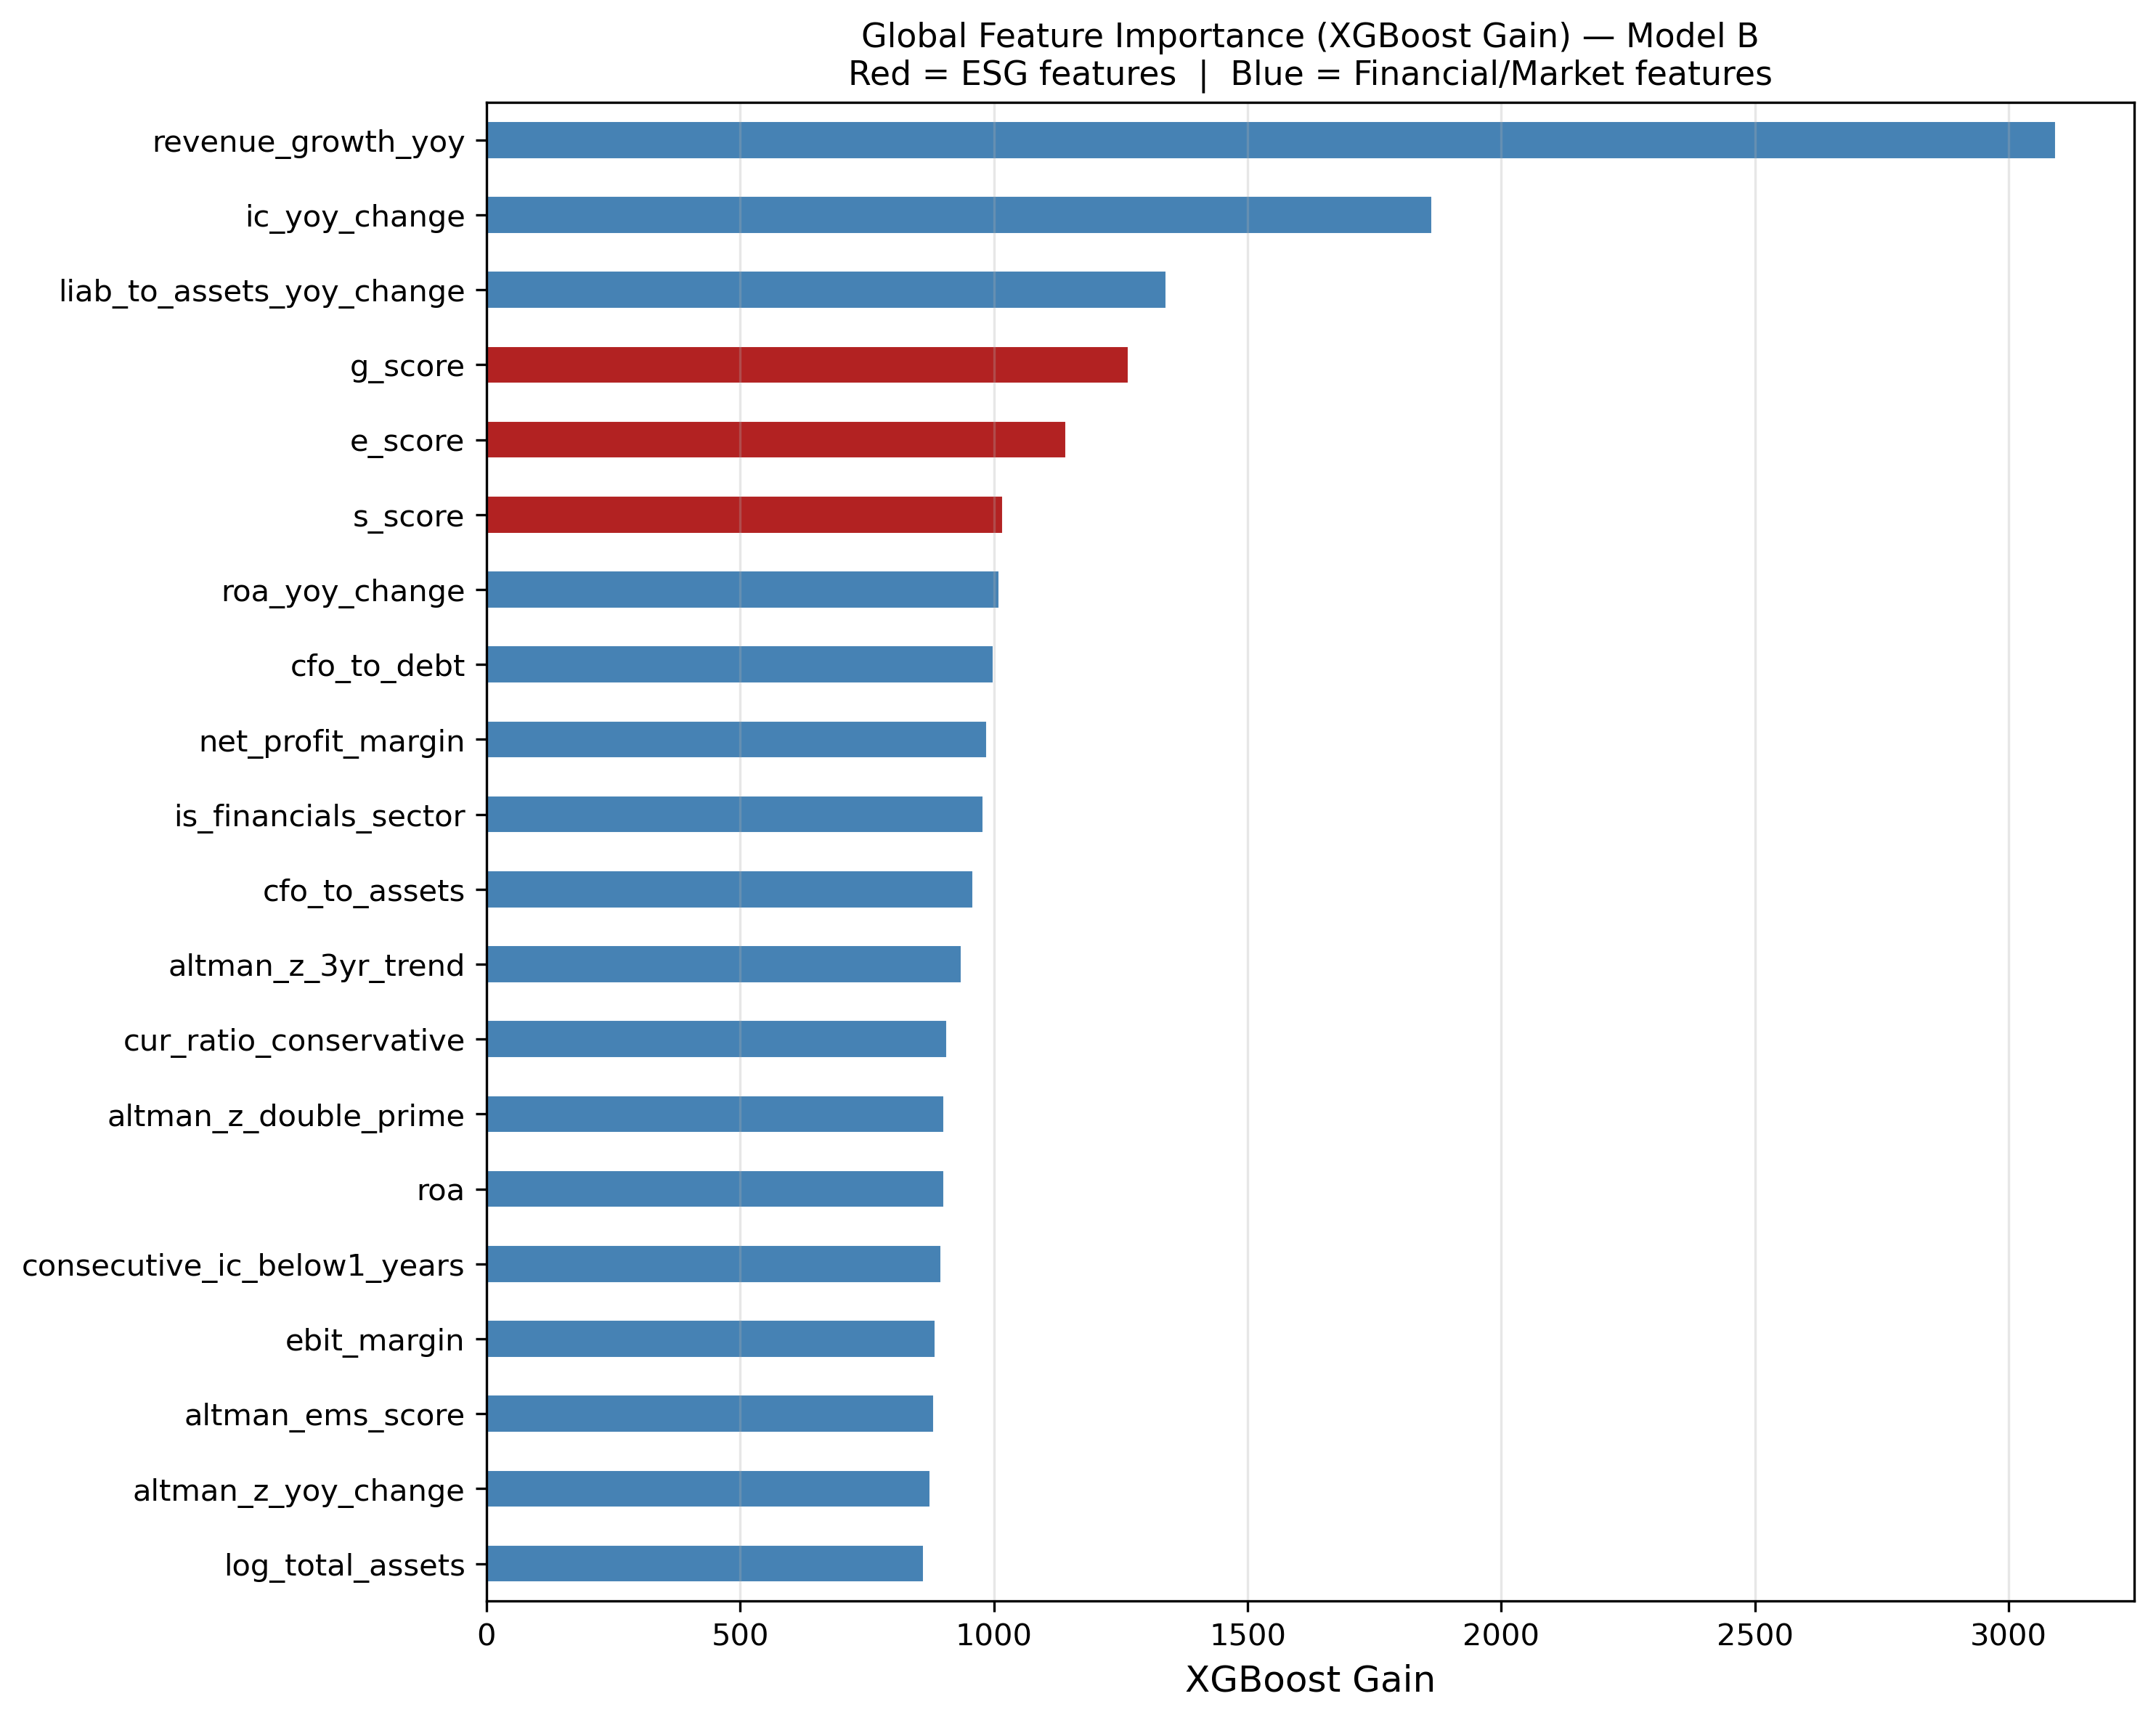 Global Feature Importance (XGBoost Gain) — Model B
Red = ESG features | Blue = Financial/Market features
revenue_growth_yoy
ic_yoy_change
liab_to_assets_yoy_change
g_score
e_score
s_score
roa_yoy_change
cfo_to_debt
net_profit_margin
is_financials_sector
cfo_to_assets
altman_z_3yr_trend
cur_ratio_conservative
altman_z_double_prime
roa
consecutive_ic_below1_years
ebit_margin
altman_ems_score
altman_z_yoy_change
log_total_assets
0 500 1000 1500 2000 2500 3000
XGBoost Gain